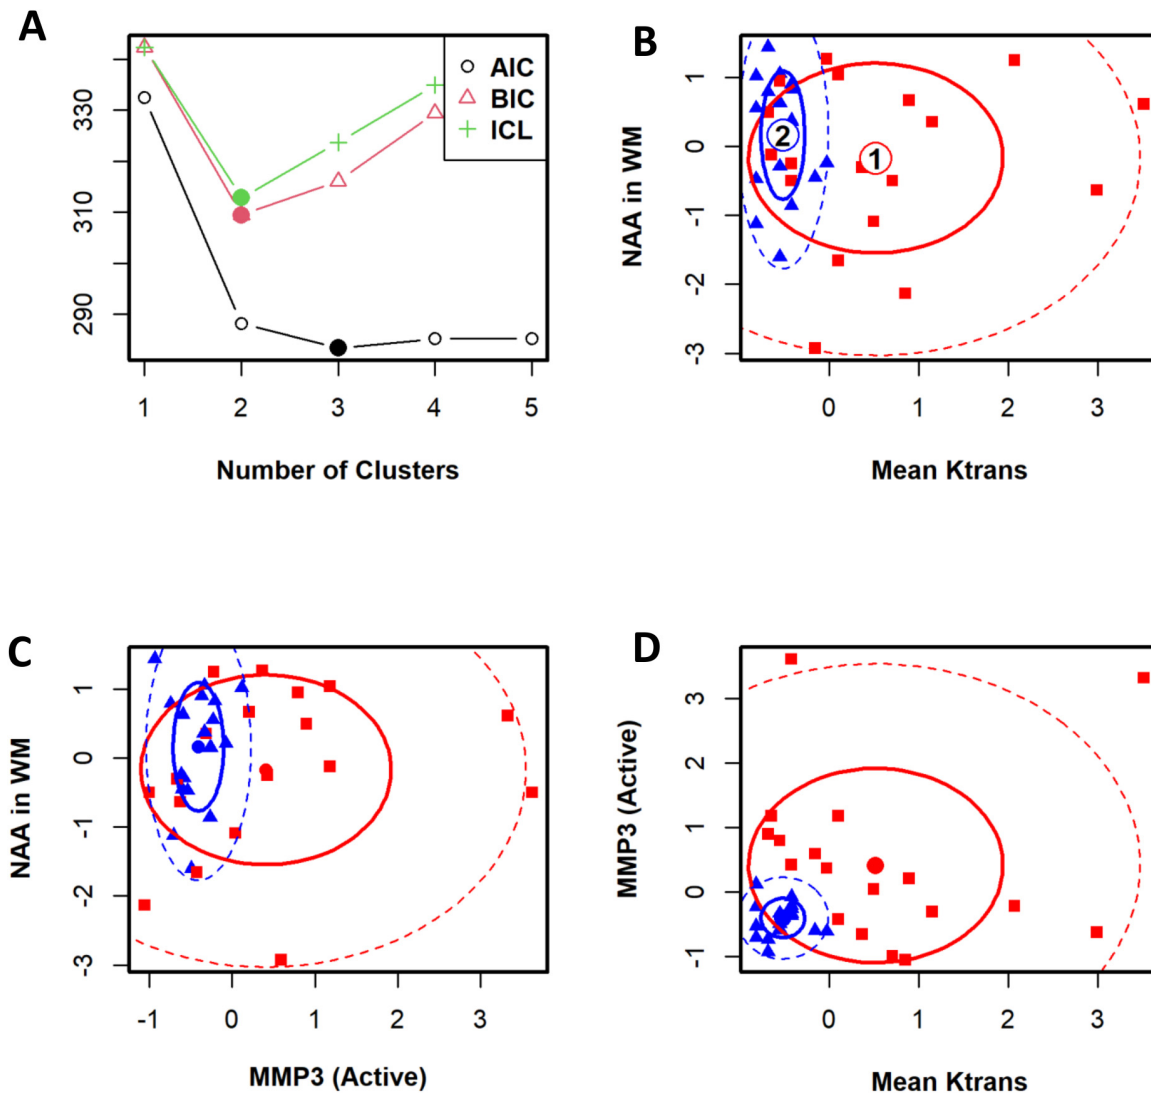 A
330
310
290
AIC
BIC
ICL
1 2 3 4 5
Number of Clusters
B
NAA in WM
1
0
-1
-2
-3
2
1
0 1 2 3
Mean Ktrans
C
NAA in WM
1
0
-1
-2
-3
-1 0 1 2 3
MMP3 (Active)
D
MMP3 (Active)
3
2
1
0
-1
0 1 2 3
Mean Ktrans